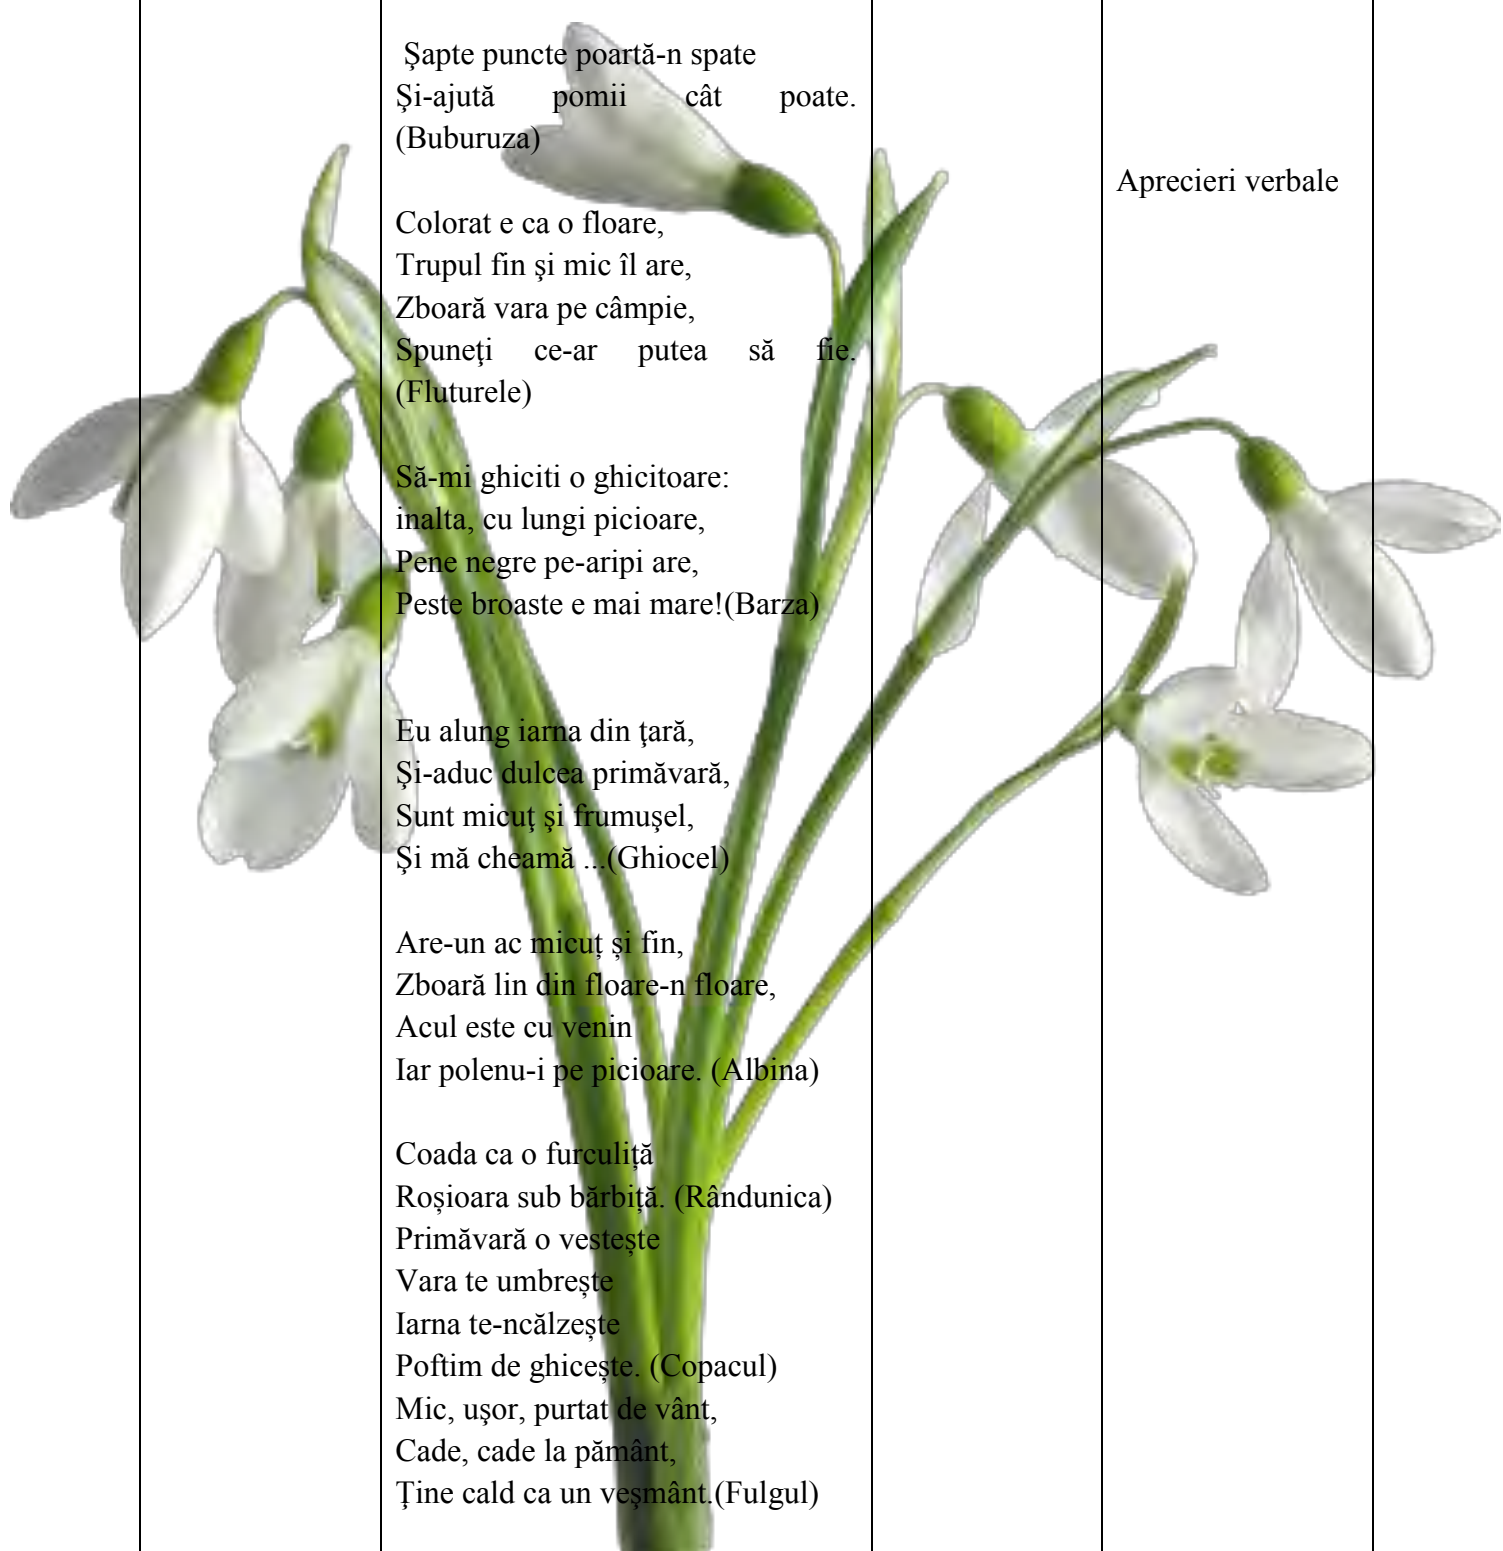 Şapte puncte poartă-n spate
Şi-ajută pomii cât poate.
(Buburuza)
Aprecieri verbale
Colorat e ca o floare,
Trupul fin şi mic îl are,
Zboară vara pe câmpie,
Spuneţi ce-ar putea să fie.
(Fluturele)
Să-mi ghiciti o ghicitoare:
inalta, cu lungi picioare,
Pene negre pe-aripi are,
Peste broaste e mai mare!(Barza)
Eu alung iarna din ţară,
Şi-aduc dulcea primăvară,
Sunt micuţ şi frumuşel,
Şi mă cheamă ...(Ghiocel)
Are-un ac micuț și fin,
Zboară lin din floare-n floare,
Acul este cu venin
Iar polenu-i pe picioare. (Albina)
Coada ca o furculiță
Roșioara sub bărbiță. (Rândunica)
Primăvară o vestește
Vara te umbrește
Iarna te-ncălzește
Poftim de ghicește. (Copacul)
Mic, uşor, purtat de vânt,
Cade, cade la pământ,
Ţine cald ca un veşmânt.(Fulgul)